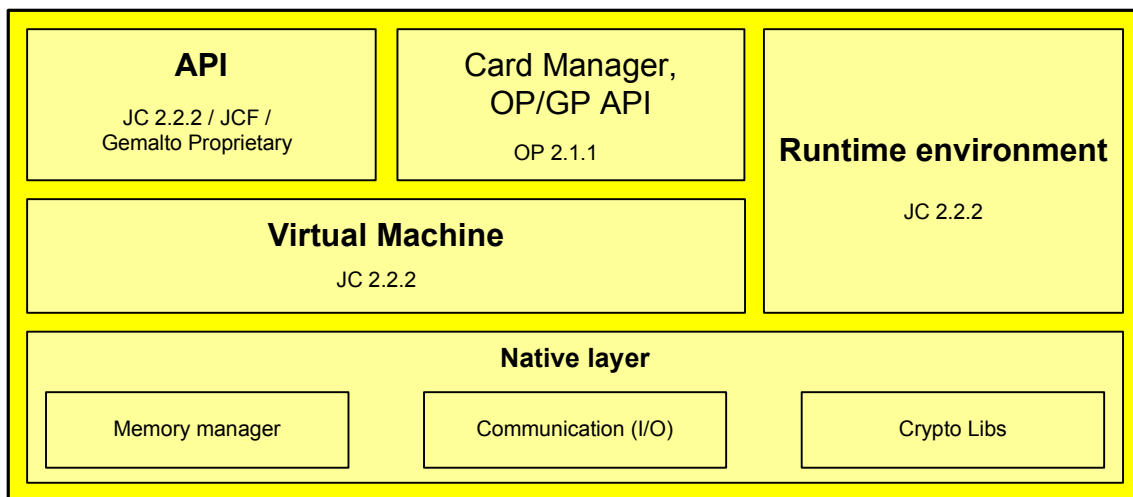 API
JC 2.2.2 / JCF /
Gemalto Proprietary
Card Manager,
OP/GP API
OP 2.1.1
Runtime environment
JC 2.2.2
Virtual Machine
JC 2.2.2
Native layer
Memory manager
Communication (I/O)
Crypto Libs